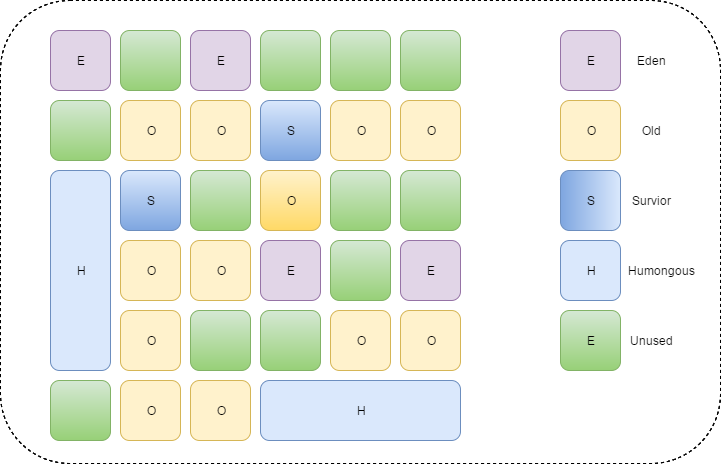 E E E Eden
O O S O O O Old
S O S Survior
H O O E E H Humongous
O O O E Unused
O O H